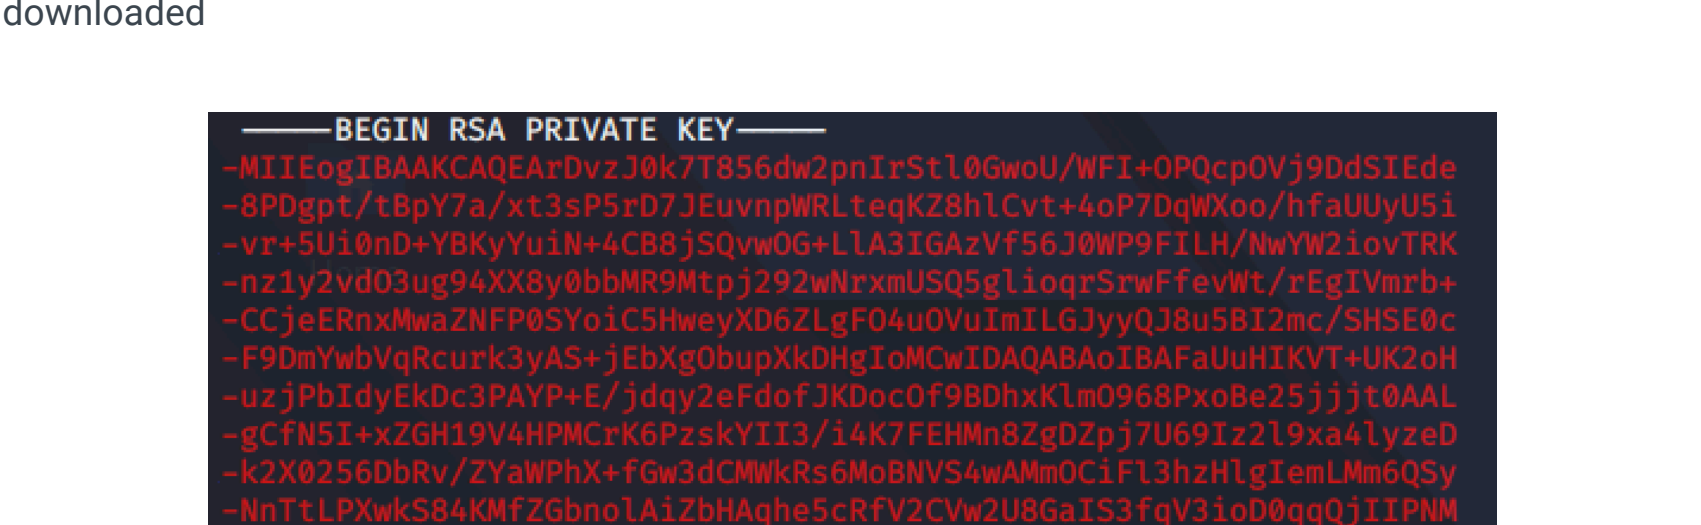 downloaded
-----BEGIN RSA PRIVATE KEY-----
-MIIEogIBAAKCAQEArDvzJ0k7T856dw2pnIrStl0GwoU/WFI+OPQcpOVj9DdSIEde
-8PDgpt/tBpY7a/xt3sP5rD7JEuvnpWRLteqKZ8hlCvt+4oP7DqWXoo/hfaUUyU5i
-vr+5Ui0nD+YBKyYuiN+4CB8jSQvwOG+LlA3IGAzVf56J0WP9FILH/NwYW2iovTRK
-nz1y2vdO3ug94XX8y0bbMR9Mtpj292wNrxmUSQ5glioqrSrwFfevWt/rEgIVmrb+
-CCjeERnxMwaZNFP0SYoiC5HweyXD6ZLgFO4uOVuImILGJyyQJ8u5BI2mc/SHSE0c
-F9DmYwbVqRcurk3yAS+jEbXgObupXkDHgIoMCwIDAQABAoIBAFaUuHIKVT+UK2oH
-uzjPbIdyEkDc3PAYP+E/jdqy2eFdofJKDocOf9BDhxKlmO968PxoBe25jjjt0AAL
-gCfN5I+xZGH19V4HPMCrK6PzskYII3/i4K7FEHMn8ZgDZpj7U69Iz2l9xa4lyzeD
-k2X0256DbRv/ZYaWPhX+fGw3dCMWkRs6MoBNVS4wAMmOCiFl3hzHlgIemLMm6QSy
-NnTtLPXwkS84KMfZGbnolAiZbHAqhe5cRfV2CVw2U8GaIS3fqV3ioD0qqQjIIPNM